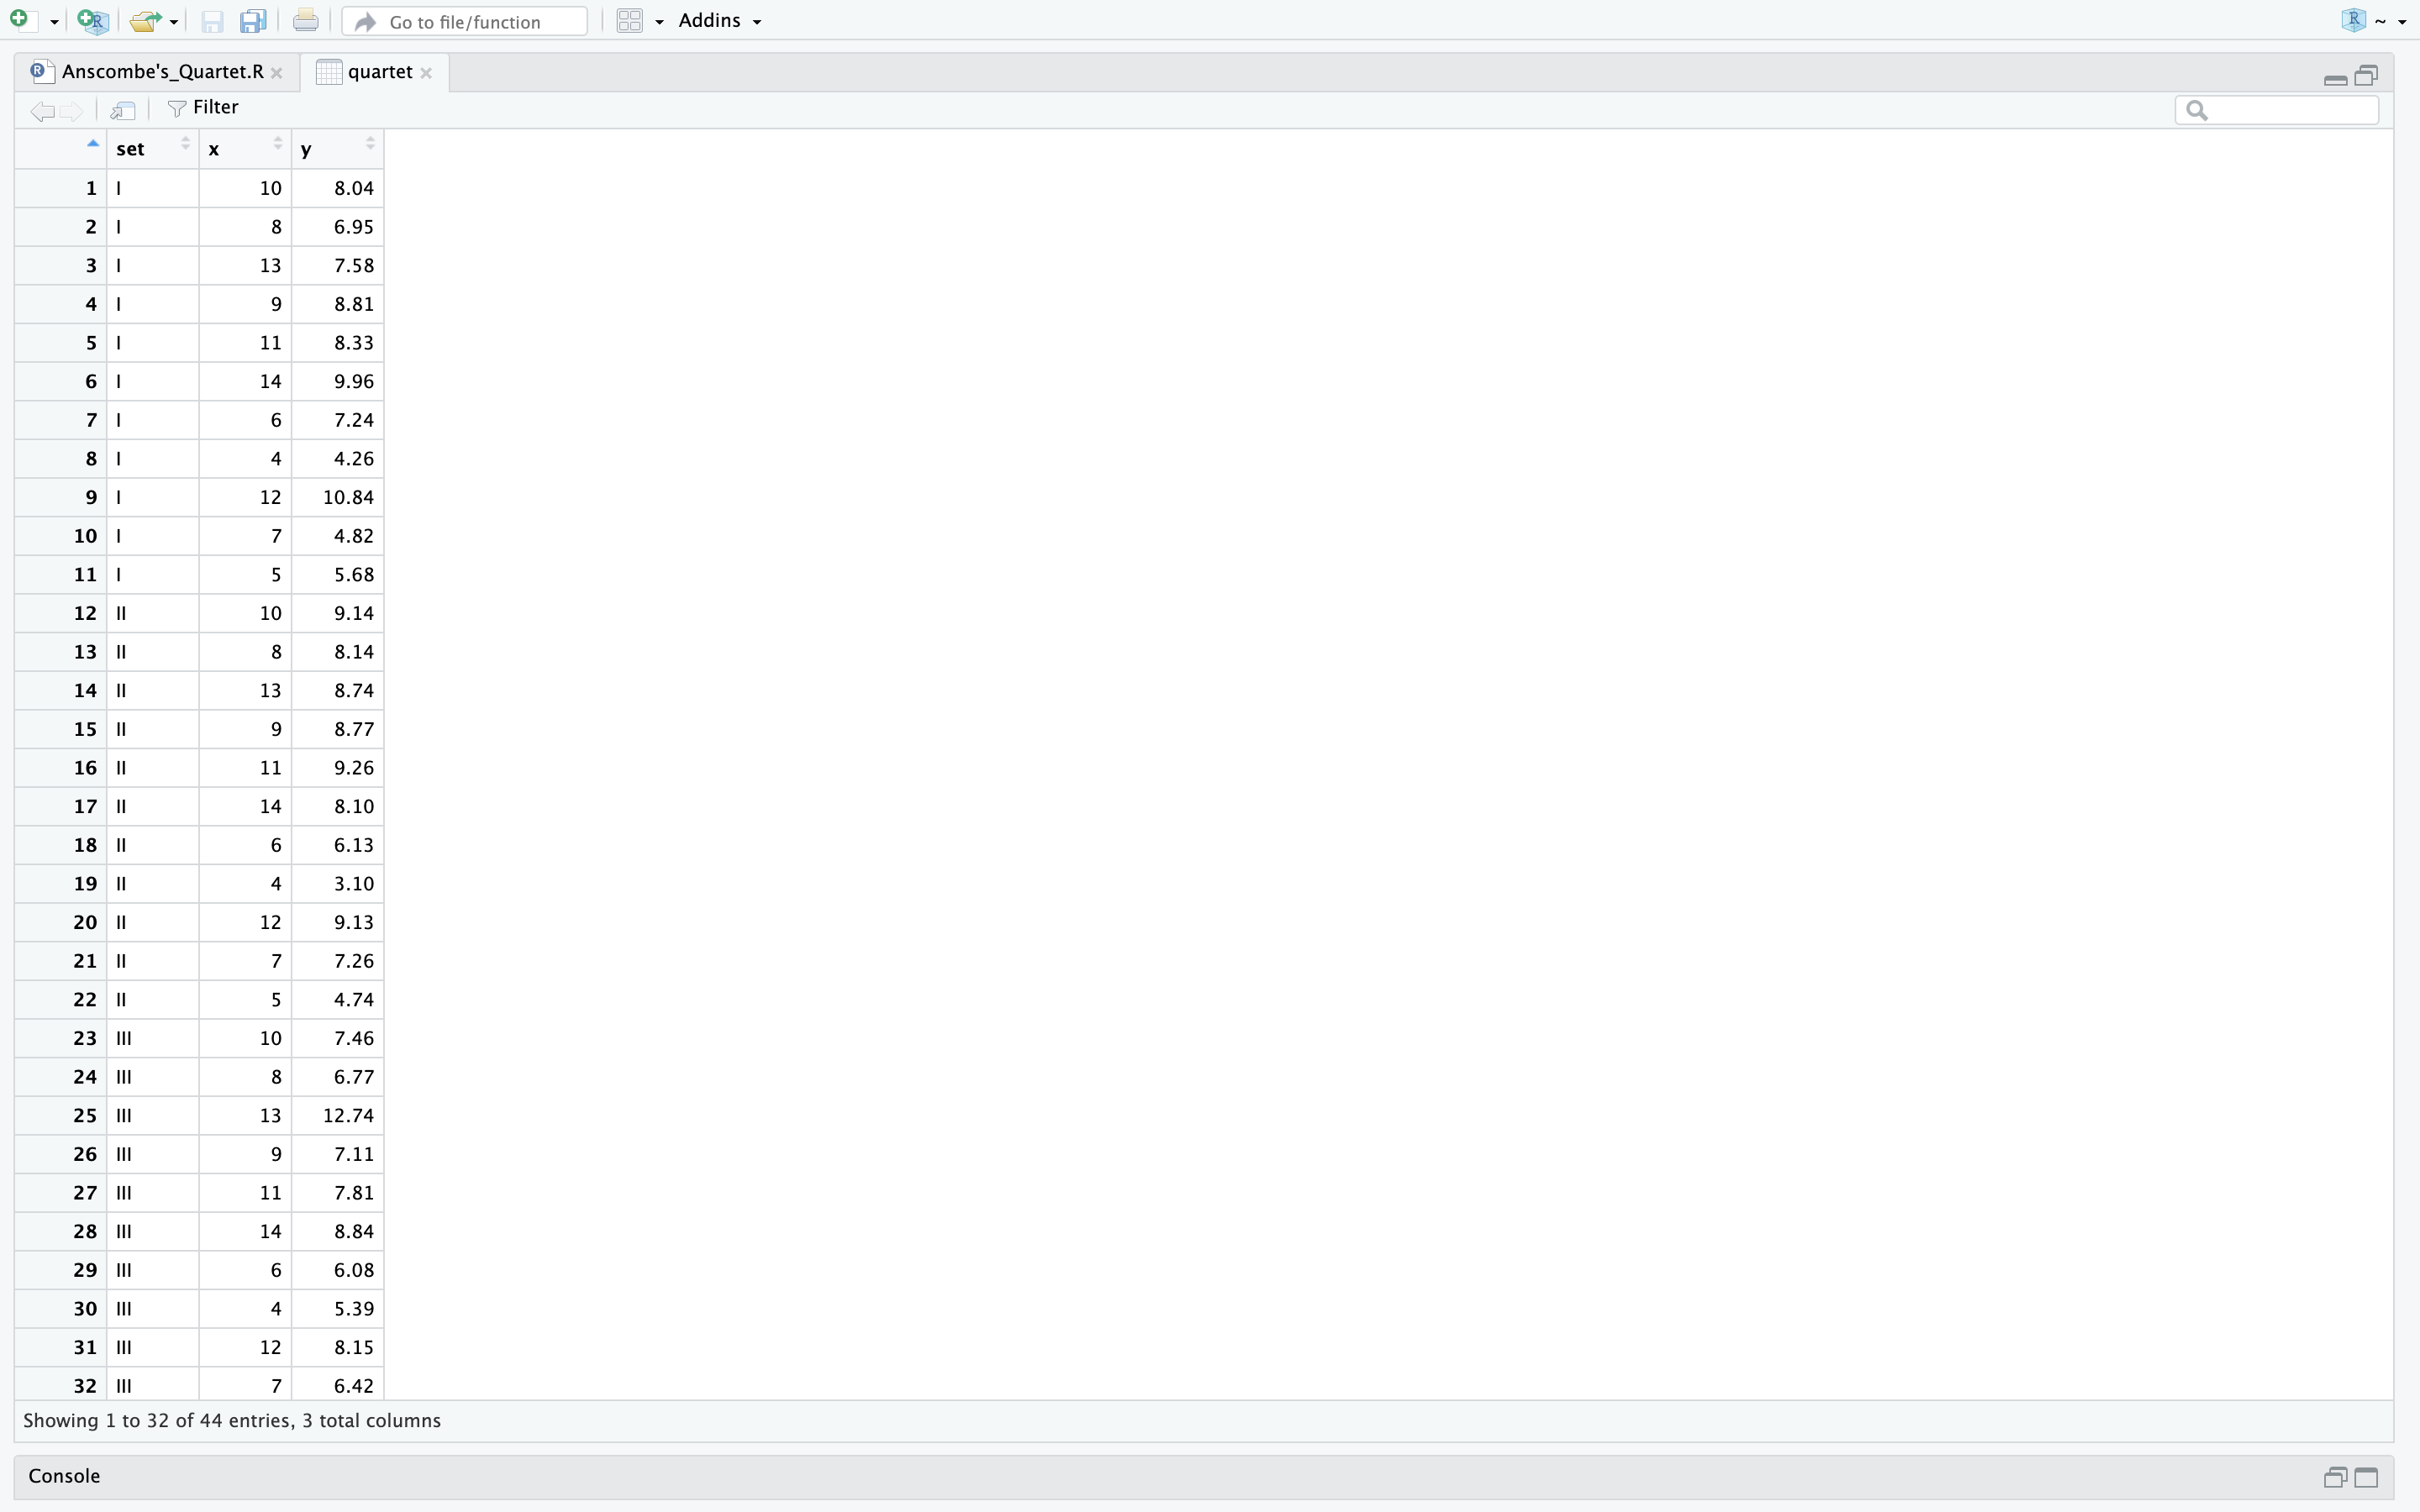 Go to file/function Addins ~
Anscombe's_Quartet.R quartet
Filter
set x y
1 I 10 8.04
2 I 8 6.95
3 I 13 7.58
4 I 9 8.81
5 I 11 8.33
6 I 14 9.96
7 I 6 7.24
8 I 4 4.26
9 I 12 10.84
10 I 7 4.82
11 I 5 5.68
12 II 10 9.14
13 II 8 8.14
14 II 13 8.74
15 II 9 8.77
16 II 11 9.26
17 II 14 8.10
18 II 6 6.13
19 II 4 3.10
20 II 12 9.13
21 II 7 7.26
22 II 5 4.74
23 III 10 7.46
24 III 8 6.77
25 III 13 12.74
26 III 9 7.11
27 III 11 7.81
28 III 14 8.84
29 III 6 6.08
30 III 4 5.39
31 III 12 8.15
32 III 7 6.42
Showing 1 to 32 of 44 entries, 3 total columns
Console